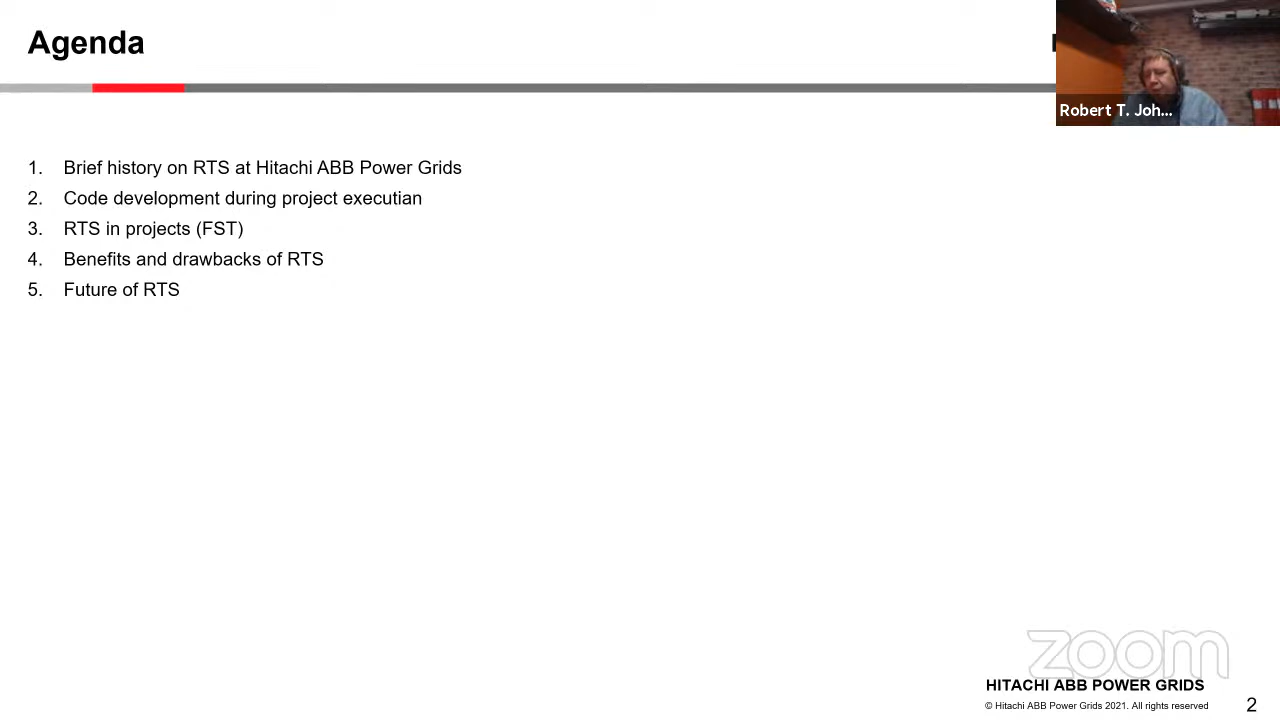 Agenda
Robert T. Joh...
1. Brief history on RTS at Hitachi ABB Power Grids
2. Code development during project executian
3. RTS in projects (FST)
4. Benefits and drawbacks of RTS
5. Future of RTS
zoom
HITACHI ABB POWER GRIDS
© Hitachi ABB Power Grids 2021. All rights reserved
2